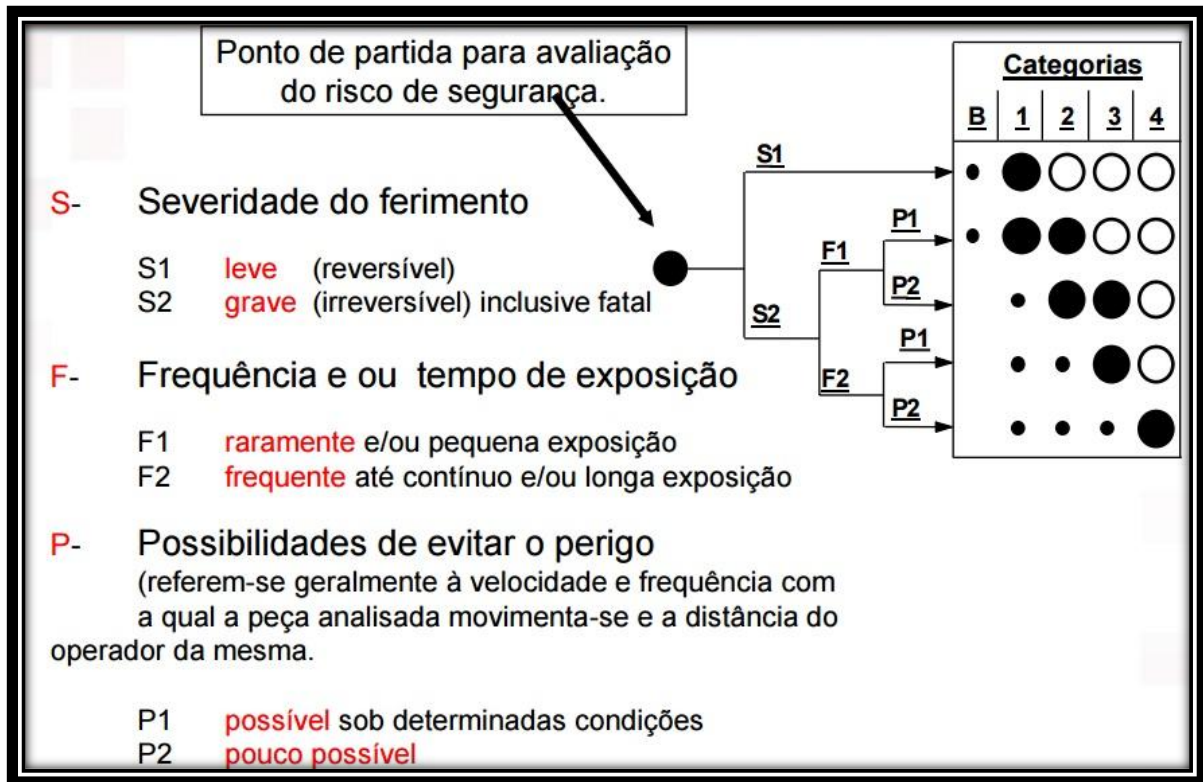 Ponto de partida para avaliação
do risco de segurança.
Categorias
B 1 2 3 4
S1
S- Severidade do ferimento
P1
F1
S1 leve (reversível)
P2
S2 grave (irreversível) inclusive fatal
S2
P1
F- Frequência e ou tempo de exposição
F2
P2
F1 raramente e/ou pequena exposição
F2 frequente até contínuo e/ou longa exposição
P- Possibilidades de evitar o perigo
(referem-se geralmente à velocidade e frequência com
a qual a peça analisada movimenta-se e a distância do
operador da mesma.
P1 possível sob determinadas condições
P2 pouco possível